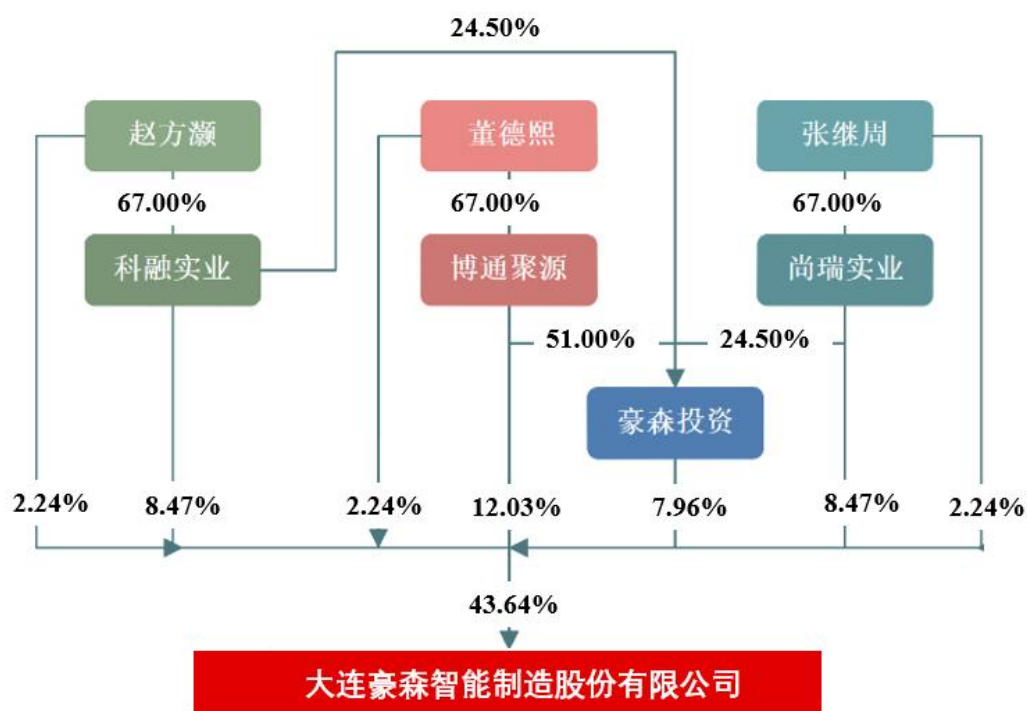 24.50%
赵方灏
董德熙
张继周
67.00%
67.00%
67.00%
科融实业
博通聚源
尚瑞实业
51.00%
24.50%
豪森投资
2.24%
8.47%
2.24%
12.03%
7.96%
8.47%
2.24%
43.64%
大连豪森智能制造股份有限公司